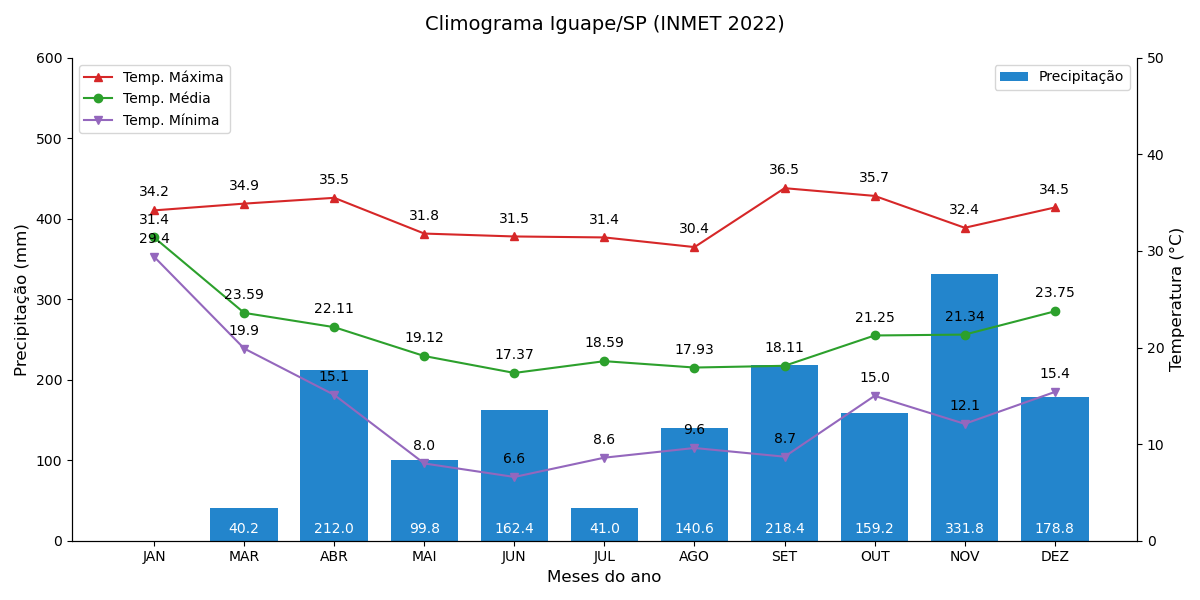 Climograma Iguape/SP (INMET 2022)
Temp. Máxima
Temp. Média
Temp. Mínima
Precipitação
Precipitação (mm)
600
500
400
300
200
100
0
Temperatura (°C)
50
40
30
20
10
0
34.2 34.9 35.5 31.8 31.5 31.4 30.4 36.5 35.7 32.4 34.5
31.4 23.59 22.11 19.12 17.37 18.59 17.93 18.11 21.25 21.34 23.75
29.4 19.9 15.1 8.0 6.6 8.6 9.6 8.7 15.0 12.1 15.4
40.2 212.0 99.8 162.4 41.0 140.6 218.4 159.2 331.8 178.8
JAN MAR ABR MAI JUN JUL AGO SET OUT NOV DEZ
Meses do ano